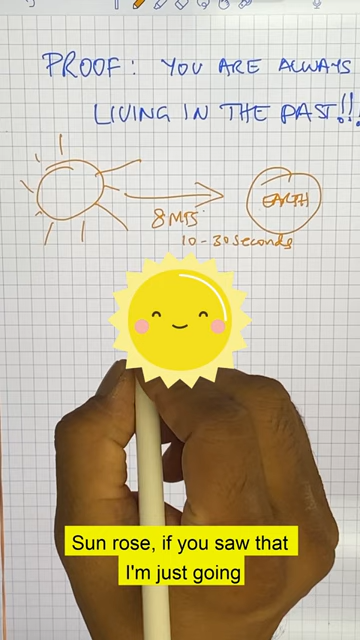 PROOF: YOU ARE ALWAYS
LIVING IN THE PAST!!!
8 MTS
EARTH
10-30 seconds
Sun rose, if you saw that
I'm just going